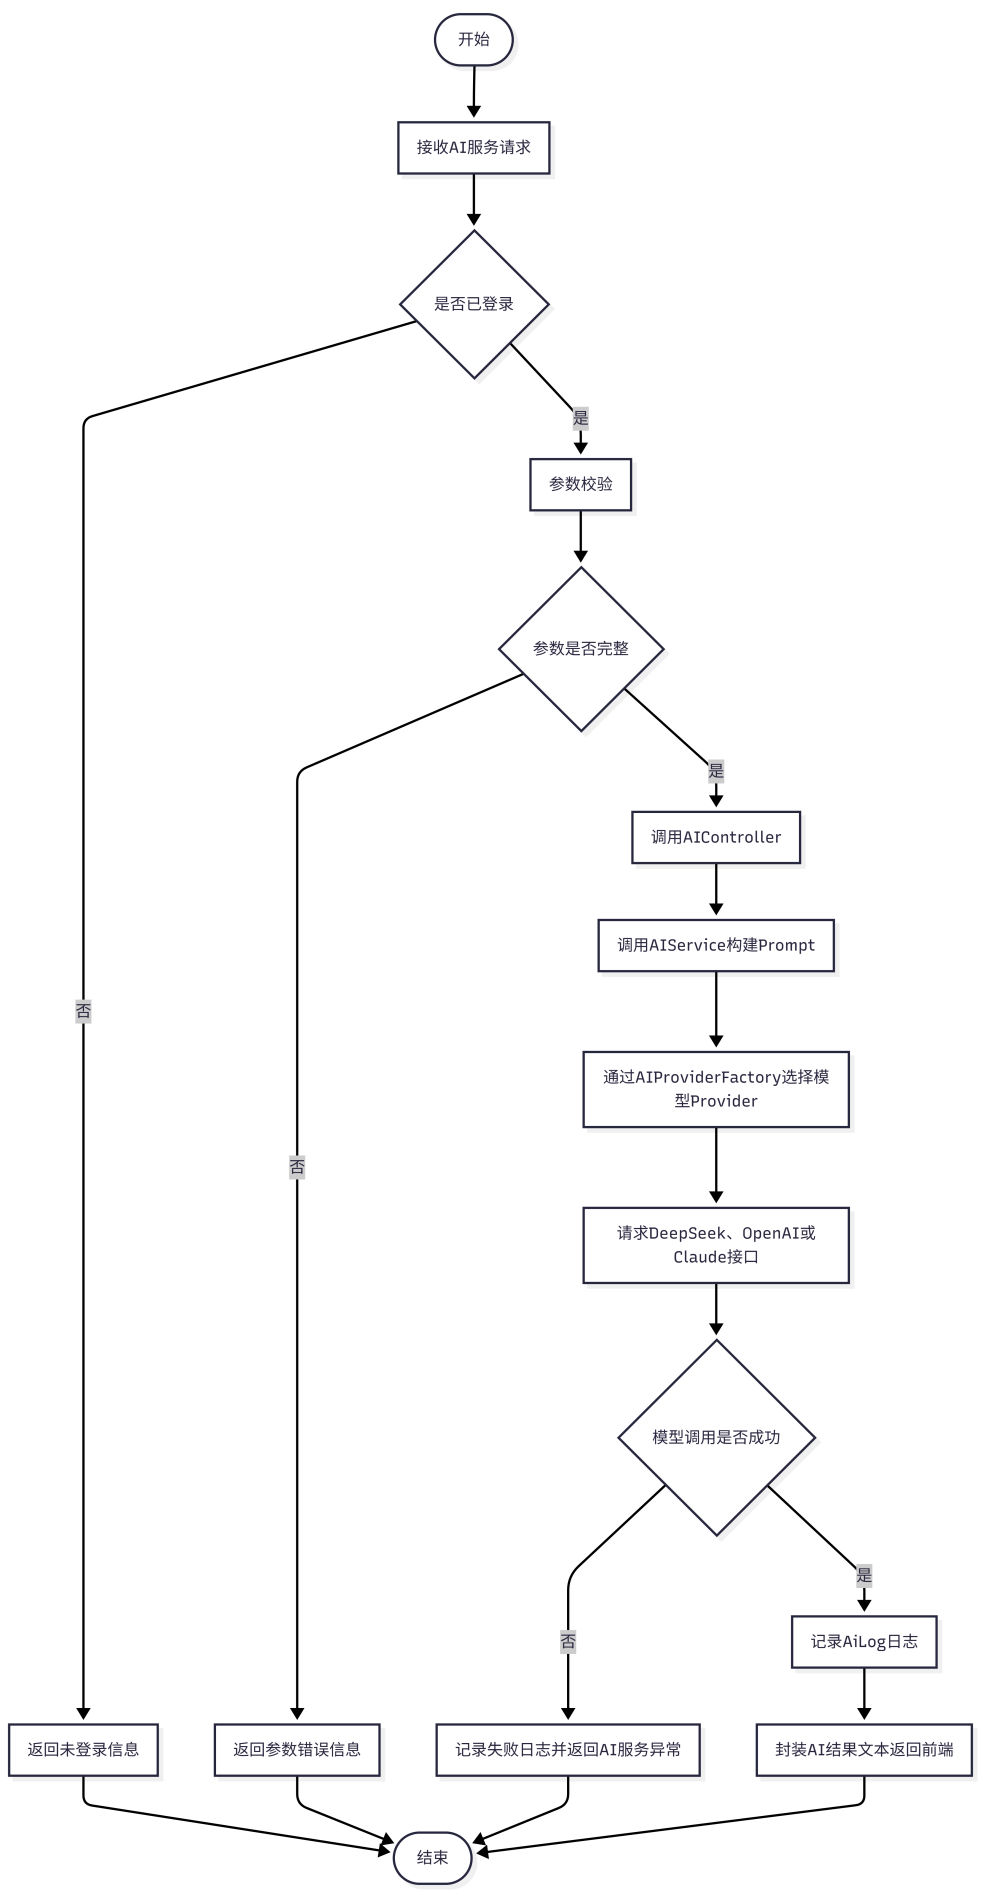 开始
接收AI服务请求
是否已登录
是
参数校验
参数是否完整
是
调用AIController
调用AIService构建Prompt
否
通过AIProviderFactory选择模
型Provider
否
请求DeepSeek、OpenAI或
Claude接口
模型调用是否成功
是
否
记录AiLog日志
返回未登录信息
返回参数错误信息
记录失败日志并返回AI服务异常
封装AI结果文本返回前端
结束